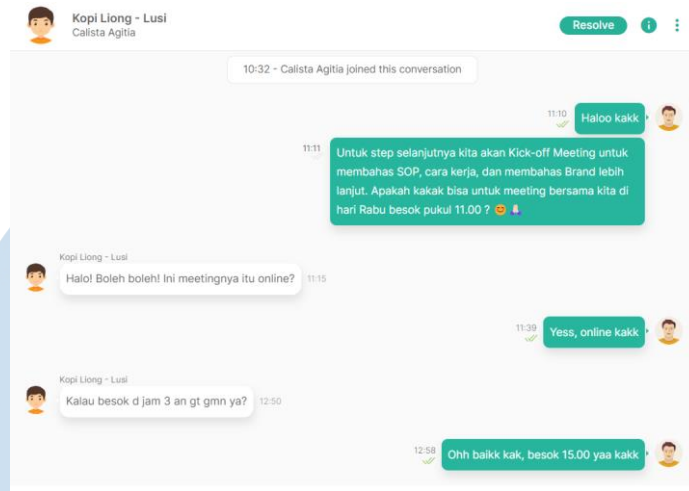 Kopi Liong - Lusi
Calista Agitia
Resolve
10:32 - Calista Agitia joined this conversation
11:10 Haloo kakk
11:11 Untuk step selanjutnya kita akan Kick-off Meeting untuk
membahas SOP, cara kerja, dan membahas Brand lebih
lanjut. Apakah kakak bisa untuk meeting bersama kita di
hari Rabu besok pukul 11.00 ? 😊 🙏🏻
Kopi Liong - Lusi
Halo! Boleh boleh! Ini meetingnya itu online? 11:15
11:39 Yess, online kakk
Kopi Liong - Lusi
Kalau besok d jam 3 an gt gmn ya? 12:50
12:58 Ohh baikk kak, besok 15.00 yaa kakk